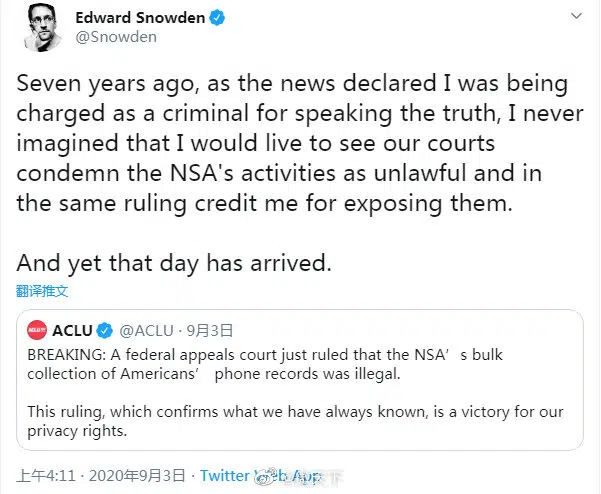 Edward Snowden
@Snowden
Seven years ago, as the news declared I was being
charged as a criminal for speaking the truth, I never
imagined that I would live to see our courts
condemn the NSA's activities as unlawful and in
the same ruling credit me for exposing them.
And yet that day has arrived.
翻译推文
ACLU @ACLU · 9月3日
BREAKING: A federal appeals court just ruled that the NSA’s bulk
collection of Americans’ phone records was illegal.
This ruling, which confirms what we have always known, is a victory for our
privacy rights.
上午4:11 · 2020年9月3日 · Twitter Web App